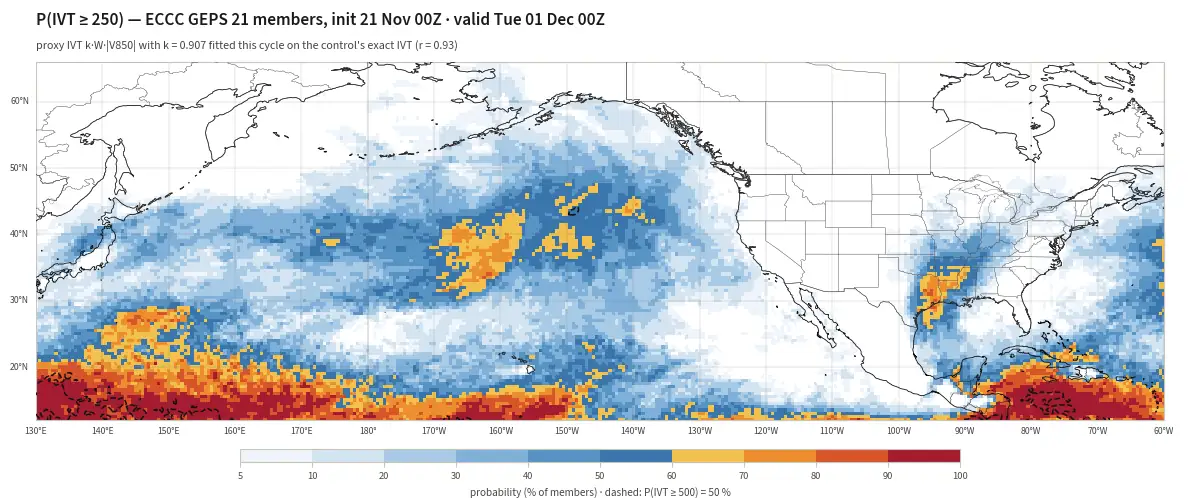 P(IVT ≥ 250) — ECCC GEPS 21 members, init 21 Nov 00Z · valid Tue 01 Dec 00Z
proxy IVT k·W·|V850| with k = 0.907 fitted this cycle on the control's exact IVT (r = 0.93)
60°N
50°N
40°N
30°N
20°N
130°E 140°E 150°E 160°E 170°E 180° 170°W 160°W 150°W 140°W 130°W 120°W 110°W 100°W 90°W 80°W 70°W 60°W
5 10 20 30 40 50 60 70 80 90 100
probability (% of members) · dashed: P(IVT ≥ 500) = 50 %